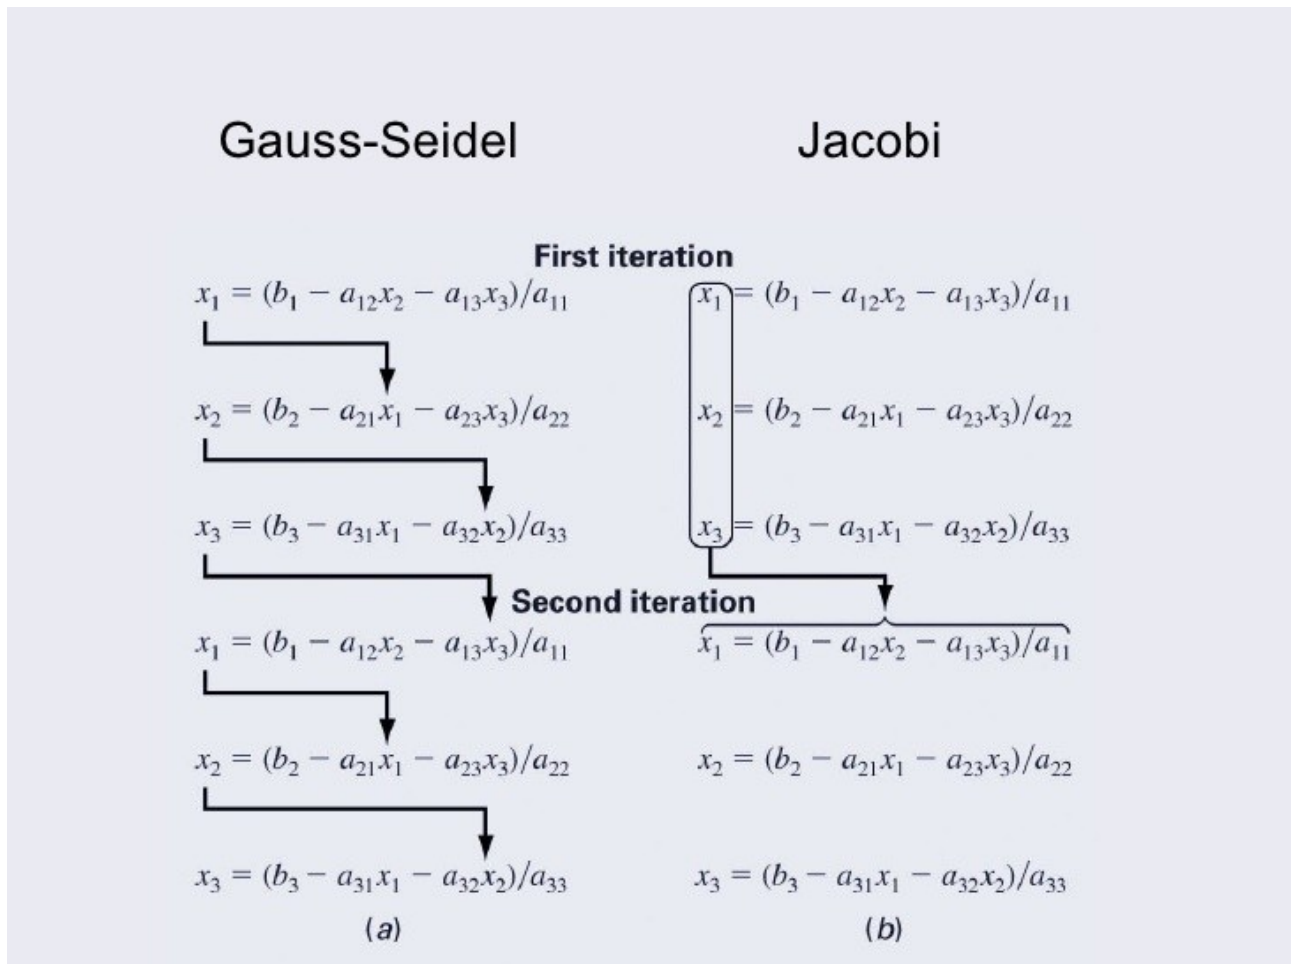 Gauss-Seidel Jacobi
First iteration
x₁ = (b₁ − a₁₂x₂ − a₁₃x₃)/a₁₁ x₁ = (b₁ − a₁₂x₂ − a₁₃x₃)/a₁₁
x₂ = (b₂ − a₂₁x₁ − a₂₃x₃)/a₂₂ x₂ = (b₂ − a₂₁x₁ − a₂₃x₃)/a₂₂
x₃ = (b₃ − a₃₁x₁ − a₃₂x₂)/a₃₃ x₃ = (b₃ − a₃₁x₁ − a₃₂x₂)/a₃₃
Second iteration
x₁ = (b₁ − a₁₂x₂ − a₁₃x₃)/a₁₁ x₁ = (b₁ − a₁₂x₂ − a₁₃x₃)/a₁₁
x₂ = (b₂ − a₂₁x₁ − a₂₃x₃)/a₂₂ x₂ = (b₂ − a₂₁x₁ − a₂₃x₃)/a₂₂
x₃ = (b₃ − a₃₁x₁ − a₃₂x₂)/a₃₃ x₃ = (b₃ − a₃₁x₁ − a₃₂x₂)/a₃₃
(a) (b)